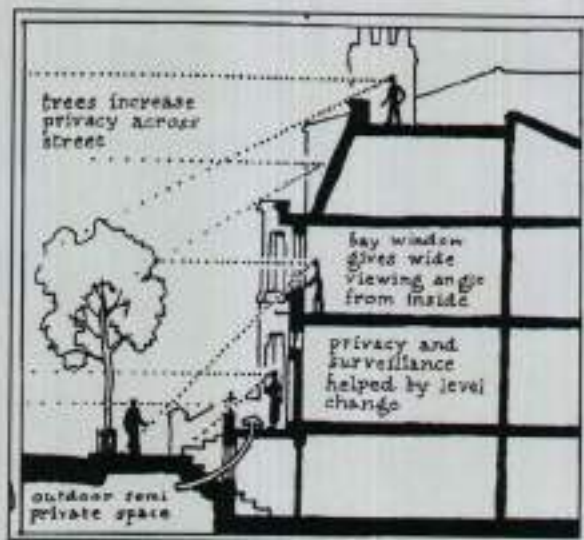 trees increase
privacy across
street
bay window
gives wide
viewing angle
from inside
privacy and
surveillance
helped by level
change
outdoor semi
private space